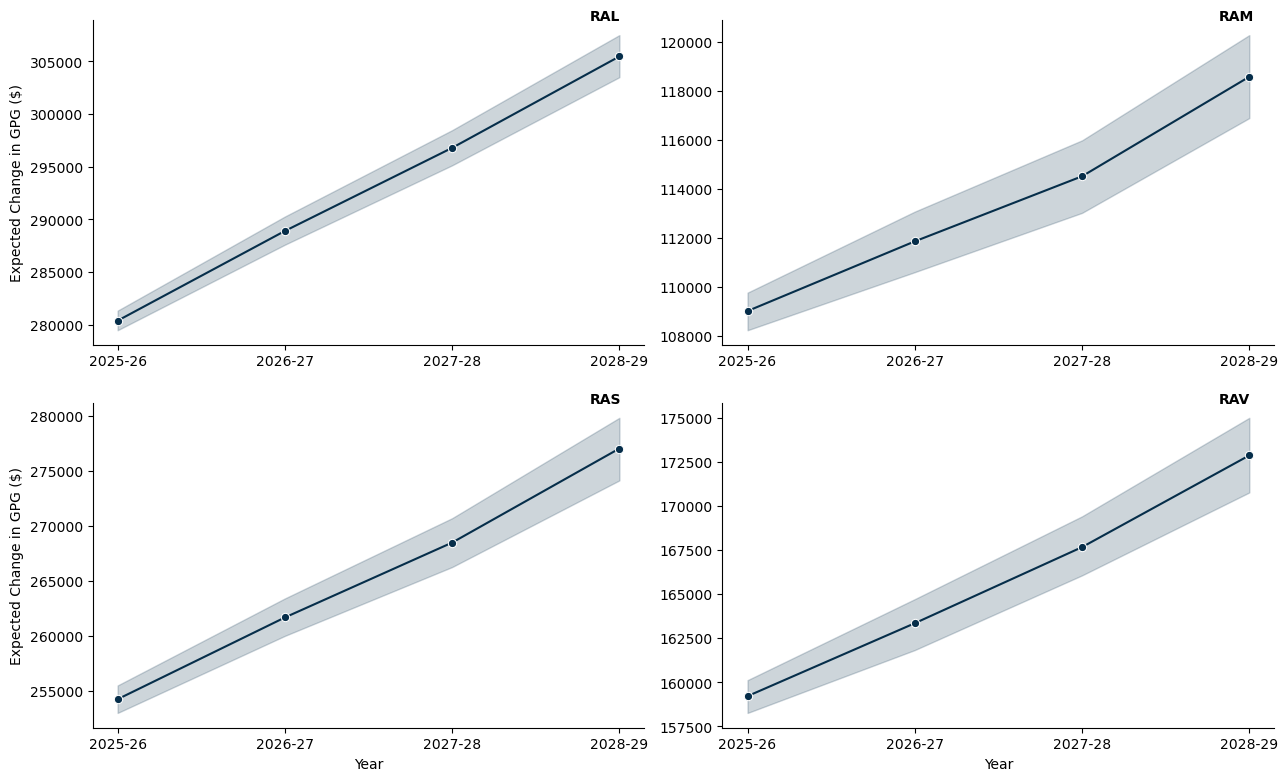 RAL
Expected Change in GPG ($)
305000
300000
295000
290000
285000
280000
2025-26 2026-27 2027-28 2028-29
RAM
120000
118000
116000
114000
112000
110000
108000
2025-26 2026-27 2027-28 2028-29
RAS
Expected Change in GPG ($)
280000
275000
270000
265000
260000
255000
2025-26 2026-27 2027-28 2028-29
Year
RAV
175000
172500
170000
167500
165000
162500
160000
157500
2025-26 2026-27 2027-28 2028-29
Year